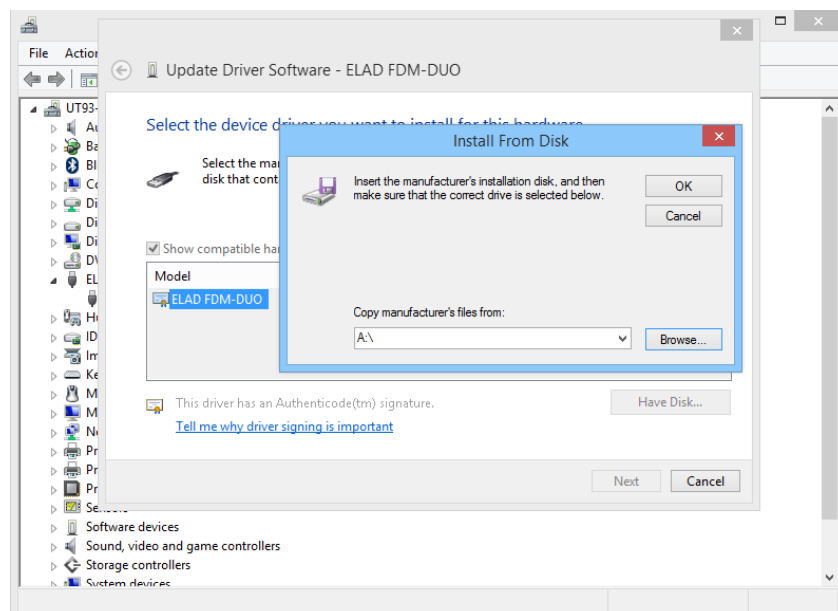 File Action
Update Driver Software - ELAD FDM-DUO
UT93-
Select the device driver you want to install for this hardware.
Install From Disk
Select the
disk that cont
Insert the manufacturer's installation disk, and then
make sure that the correct drive is selected below.
OK
Cancel
Show compatible
Model
ELAD FDM-DUO
Copy manufacturer's files from:
A:\
Browse...
This driver has an Authenticode(tm) signature.
Have Disk...
Tell me why driver signing is important
Next
Cancel
Au
Ba
Bl
Co
Di
Di
Di
DV
EL
Hu
ID
Im
Ke
M
M
Ne
Pr
Pr
Pr
Sensors
Software devices
Sound, video and game controllers
Storage controllers
System devices